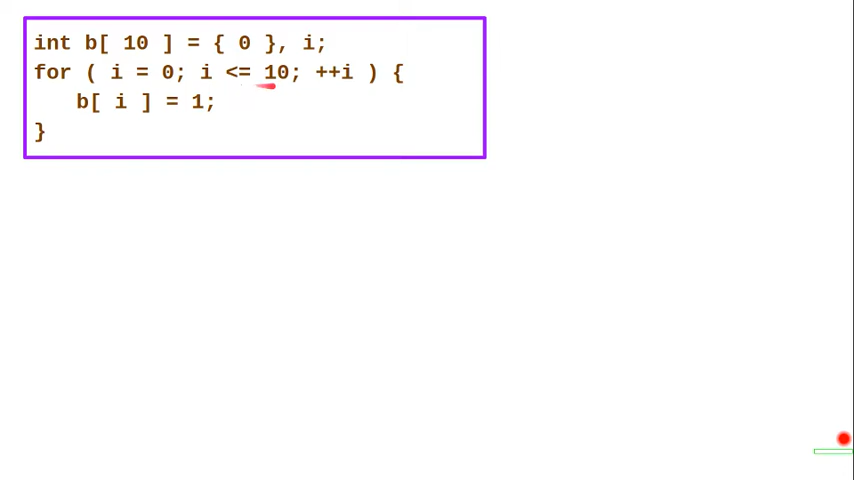 int b[ 10 ] = { 0 }, i;
for ( i = 0; i <= 10; ++i ) {
b[ i ] = 1;
}